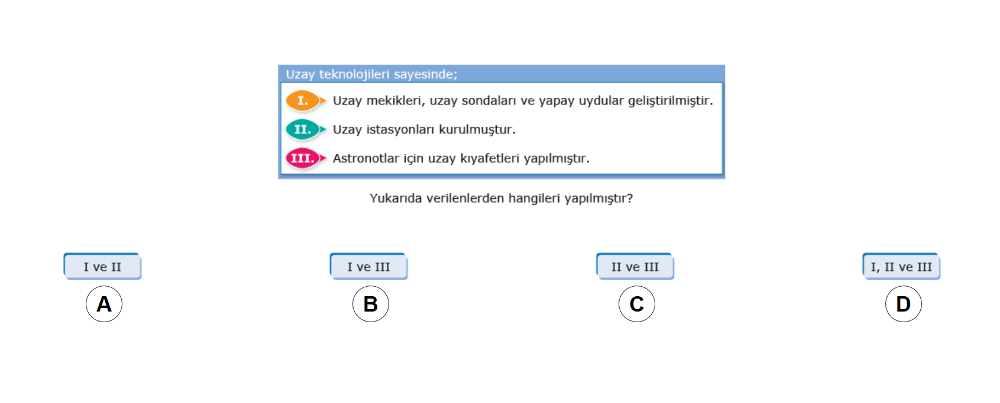 Uzay teknolojileri sayesinde;
I. Uzay mekikleri, uzay sondaları ve yapay uydular geliştirilmiştir.
II. Uzay istasyonları kurulmuştur.
III. Astronotlar için uzay kıyafetleri yapılmıştır.
Yukarıda verilenlerden hangileri yapılmıştır?
I ve II
A
I ve III
B
II ve III
C
I, II ve III
D